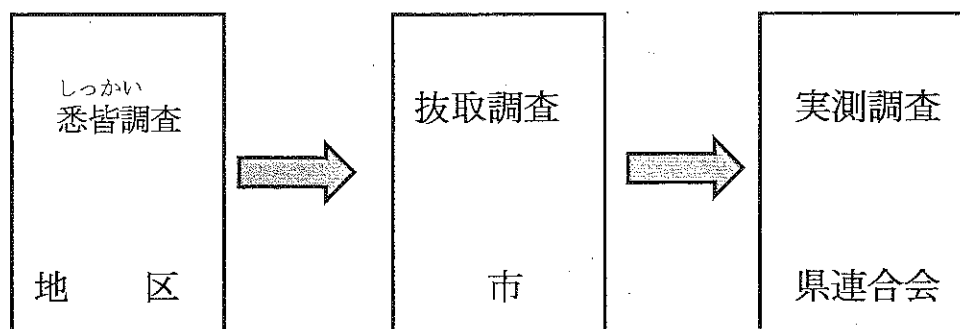 しっかい
悉皆調査
地　区
抜取調査
市
実測調査
県連合会